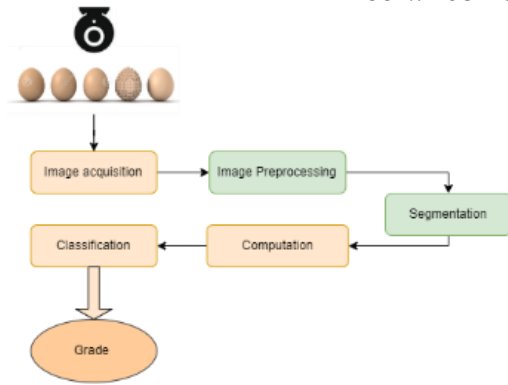 Image acquisition
Image Preprocessing
Segmentation
Computation
Classification
Grade